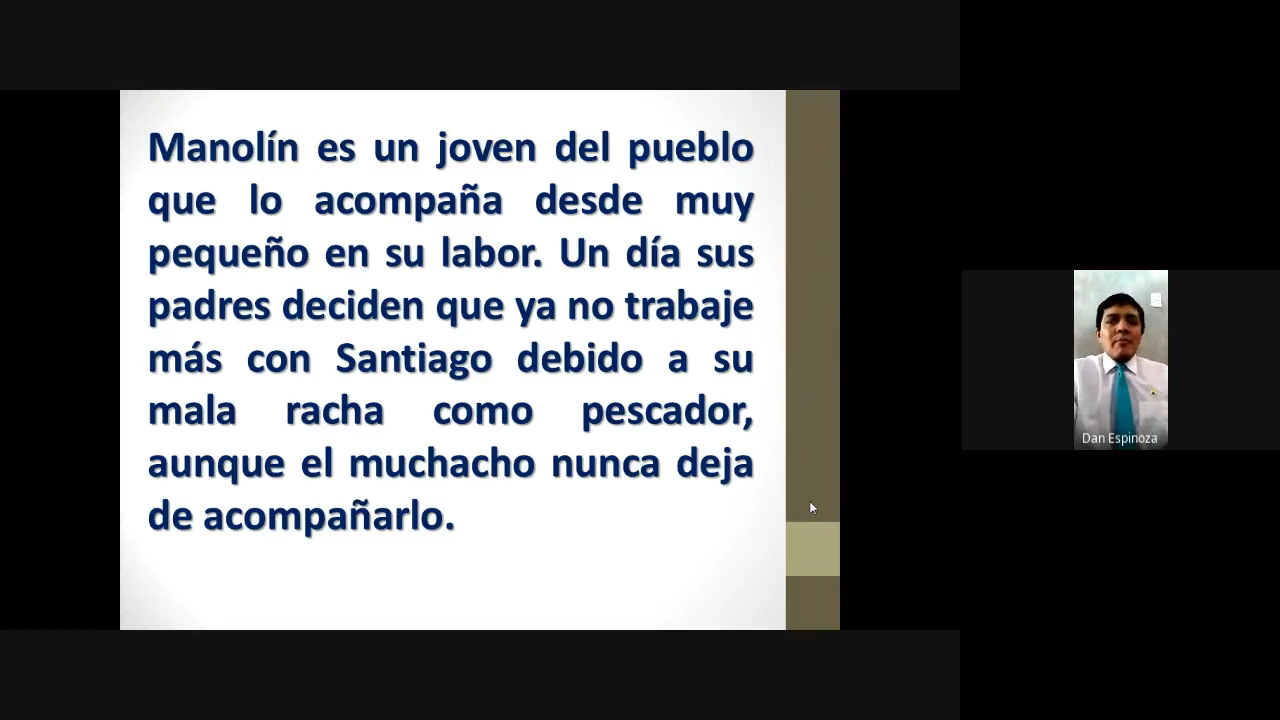 Manolín es un joven del pueblo
que lo acompaña desde muy
pequeño en su labor. Un día sus
padres deciden que ya no trabaje
más con Santiago debido a su
mala racha como pescador,
aunque el muchacho nunca deja
de acompañarlo.
Dan Espinoza